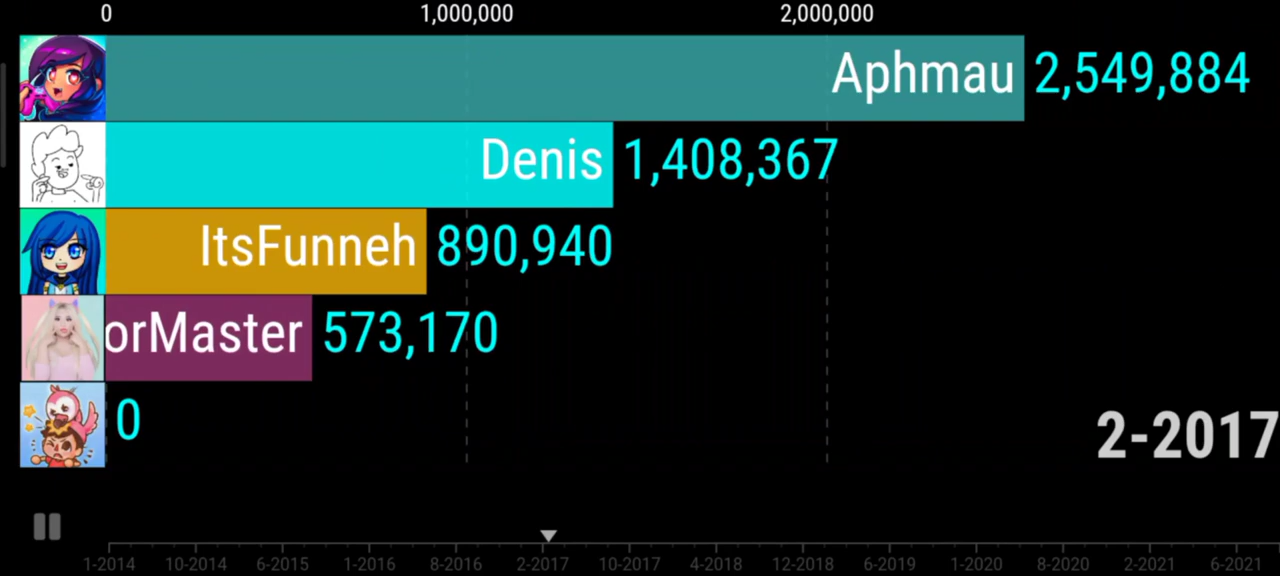 0 1,000,000 2,000,000
Aphmau 2,549,884
Denis 1,408,367
ItsFunneh 890,940
orMaster 573,170
0
2-2017
1-2014 10-2014 6-2015 1-2016 8-2016 2-2017 10-2017 4-2018 12-2018 6-2019 1-2020 8-2020 2-2021 6-2021